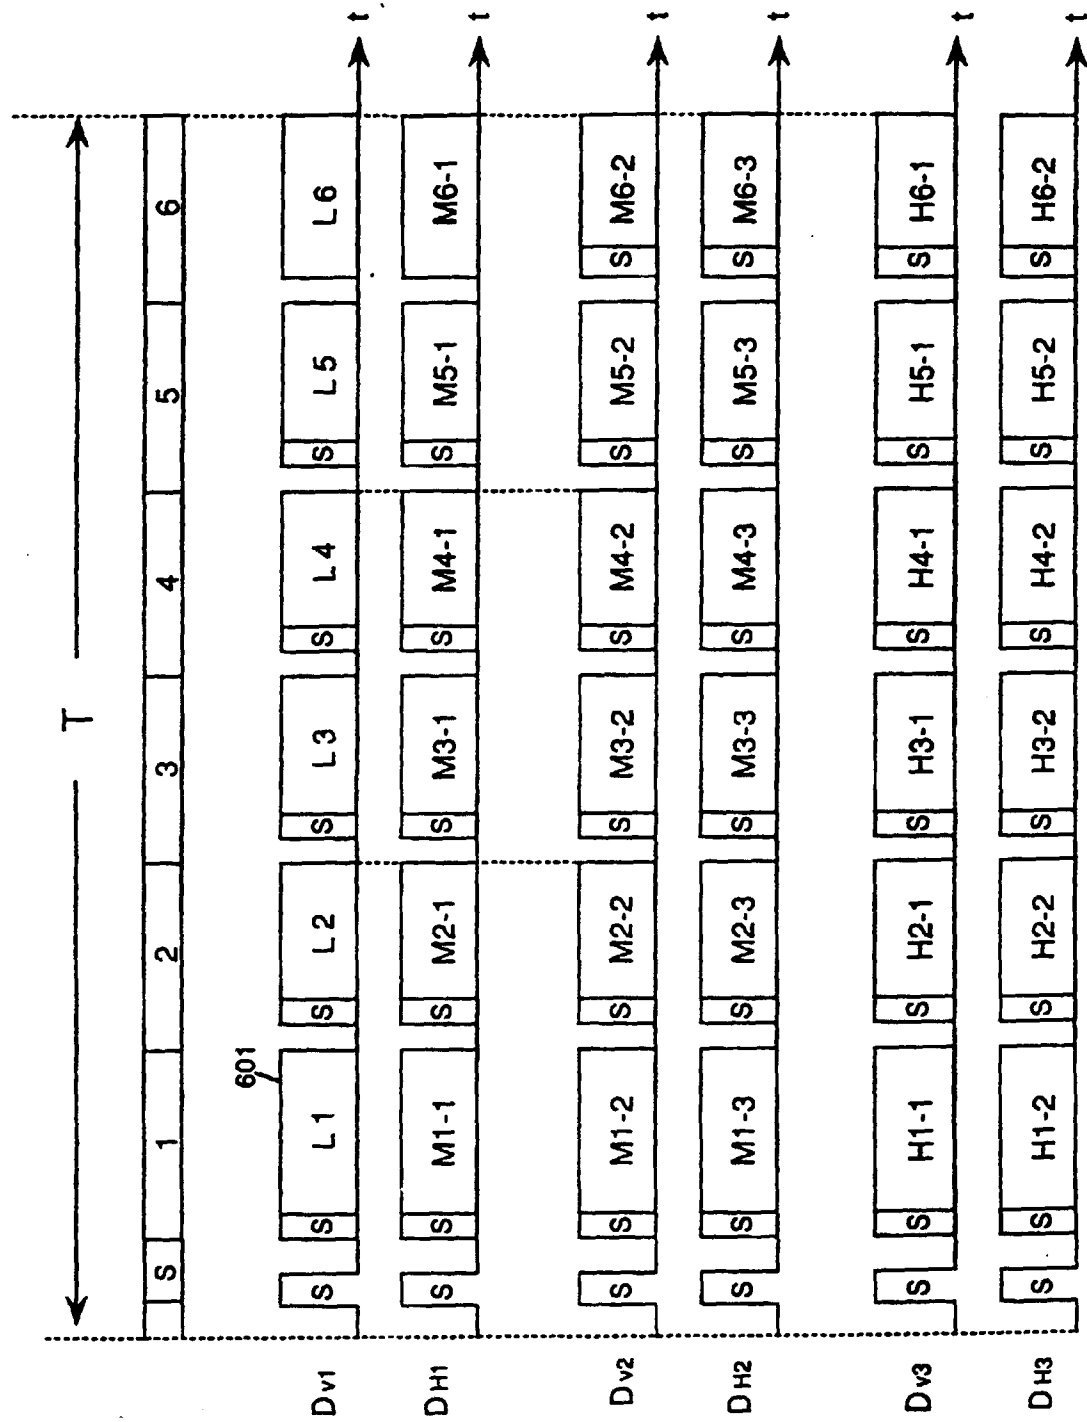 T
S 1 2 3 4 5 6
601
Dv1 S S L1 S L2 S L3 S L4 S L5 L6 t
DH1 S S M1-1 S M2-1 S M3-1 S M4-1 S M5-1 M6-1 t
Dv2 S S M1-2 S M2-2 S M3-2 S M4-2 S M5-2 S M6-2 t
DH2 S S M1-3 S M2-3 S M3-3 S M4-3 S M5-3 S M6-3 t
Dv3 S S H1-1 S H2-1 S H3-1 S H4-1 S H5-1 S H6-1 t
DH3 S S H1-2 S H2-2 S H3-2 S H4-2 S H5-2 S H6-2 t